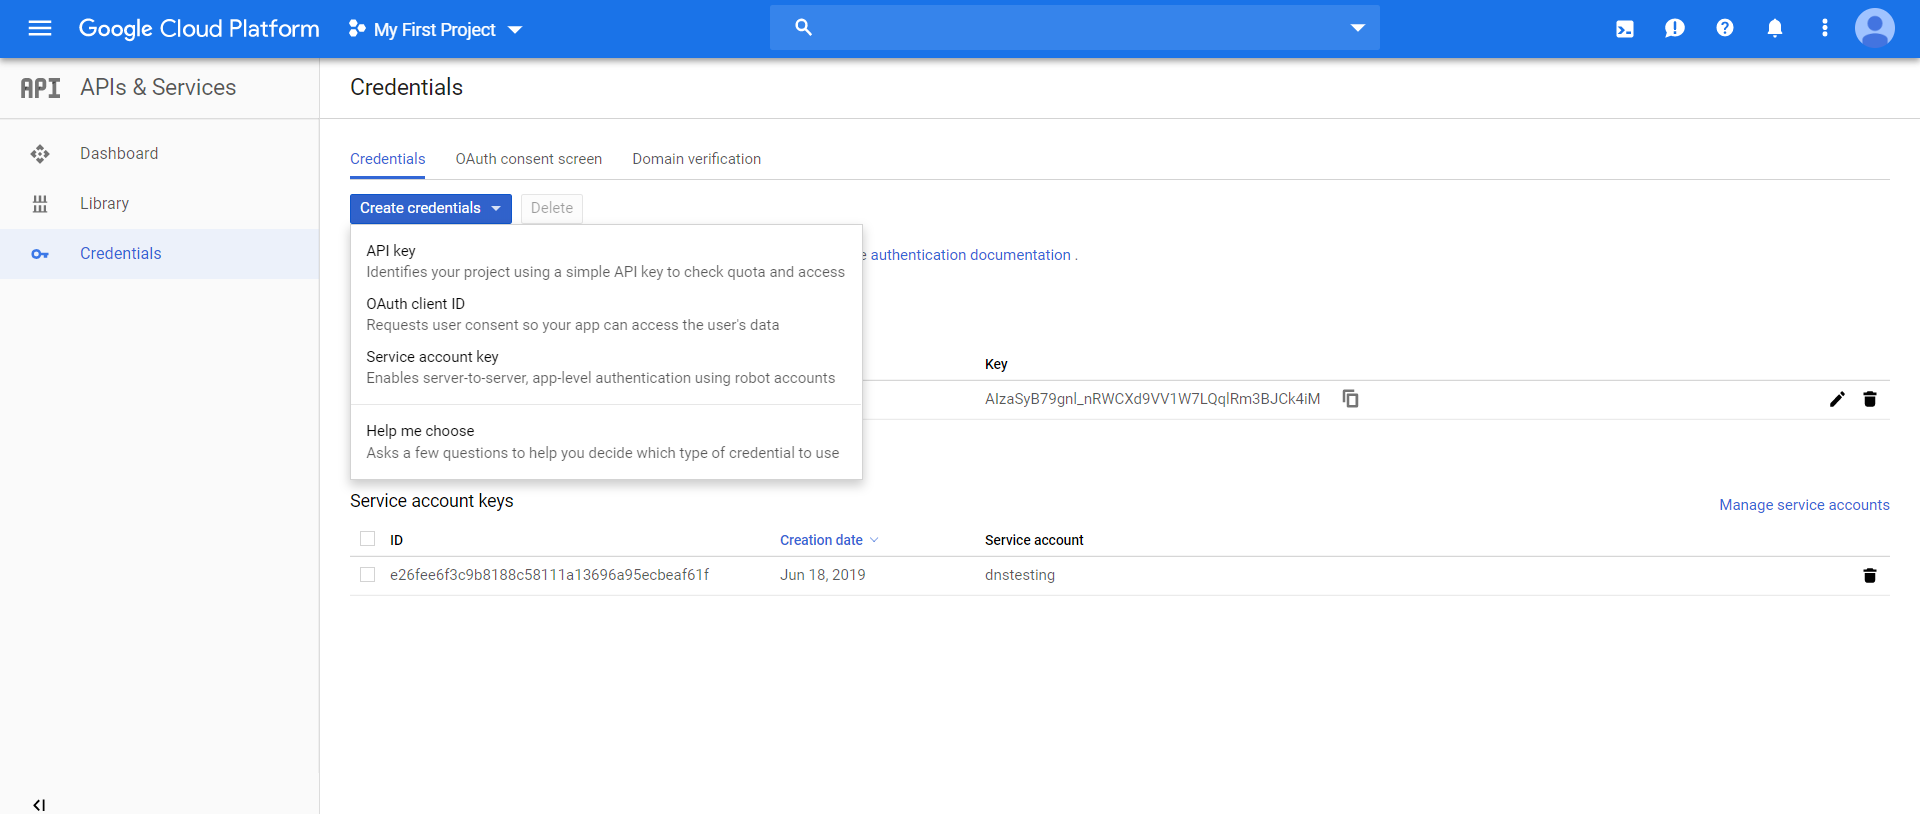 Google Cloud Platform
My First Project
API APIs & Services
Credentials
Dashboard
Library
Credentials
Credentials OAuth consent screen Domain verification
Create credentials Delete
API key
Identifies your project using a simple API key to check quota and access
authentication documentation .
OAuth client ID
Requests user consent so your app can access the user's data
Service account key
Enables server-to-server, app-level authentication using robot accounts
Key
AIzaSyB79gnl_nRWCXd9VV1W7LQqlRm3BJCk4iM
Help me choose
Asks a few questions to help you decide which type of credential to use
Service account keys
Manage service accounts
ID Creation date Service account
e26fee6f3c9b8188c58111a13696a95ecbeaf61f Jun 18, 2019 dnstesting